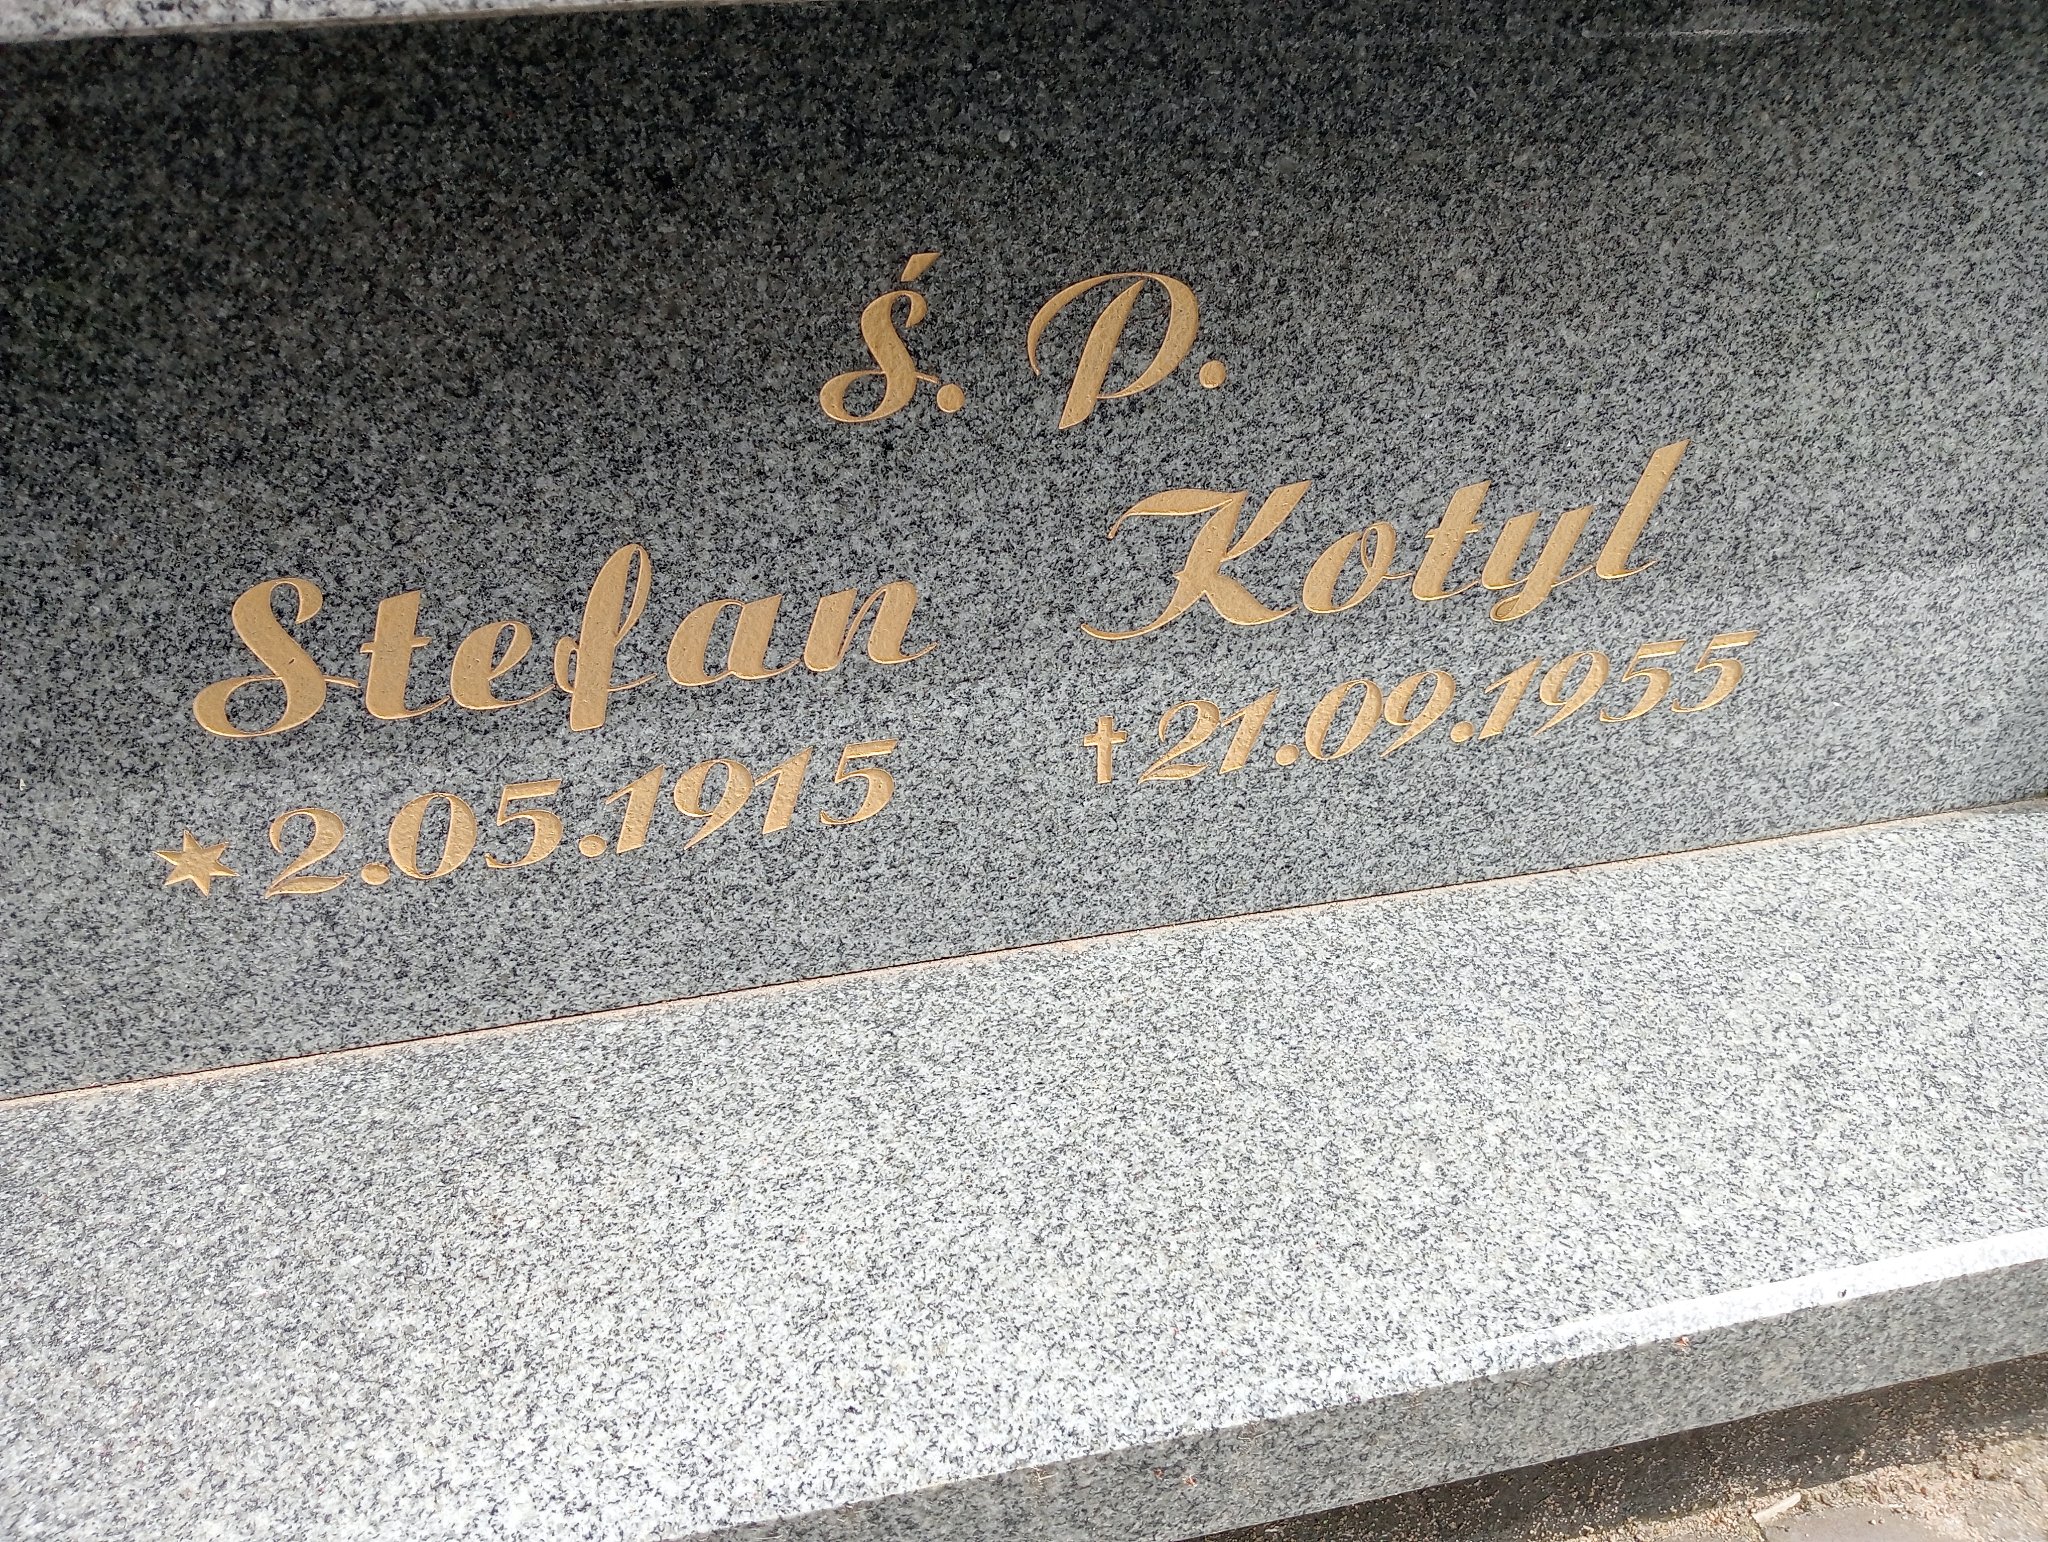 Ś. P.
Stefan Kotyl
✶ 2.05.1915 ✝ 21.09.1955